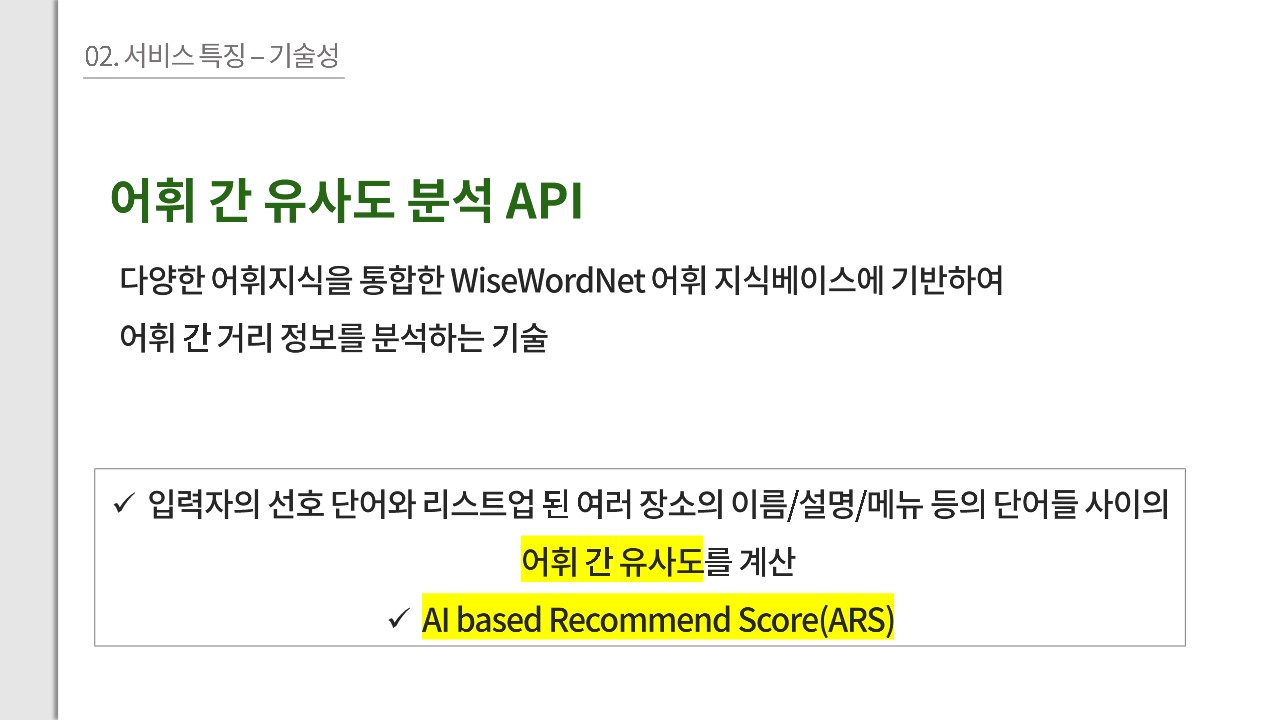 02. 서비스 특징 – 기술성
어휘 간 유사도 분석 API
다양한 어휘지식을 통합한 WiseWordNet 어휘 지식베이스에 기반하여
어휘 간 거리 정보를 분석하는 기술
✓ 입력자의 선호 단어와 리스트업 된 여러 장소의 이름/설명/메뉴 등의 단어들 사이의
어휘 간 유사도를 계산
✓ AI based Recommend Score(ARS)